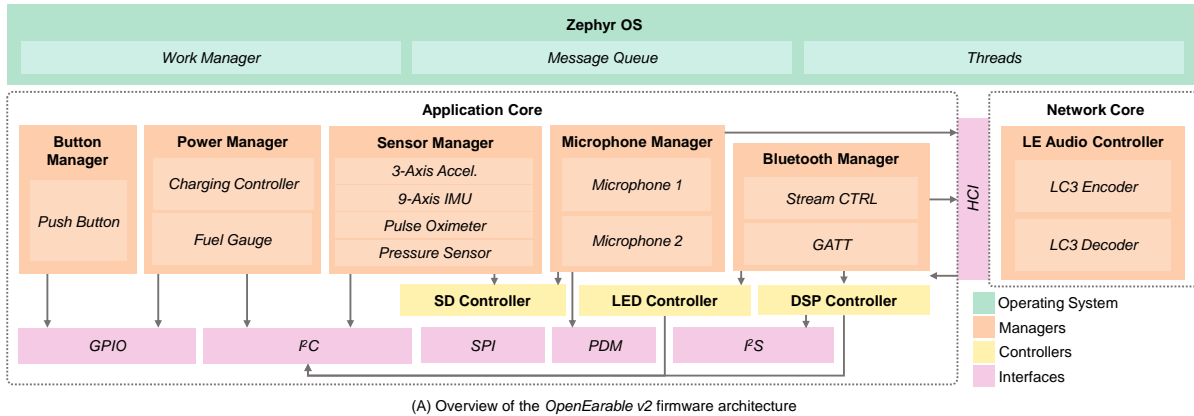 Zephyr OS
Work Manager
Message Queue
Threads
Application Core
Network Core
Button
Manager
Push Button
Power Manager
Charging Controller
Fuel Gauge
Sensor Manager
3-Axis Accel.
9-Axis IMU
Pulse Oximeter
Pressure Sensor
Microphone Manager
Microphone 1
Microphone 2
Bluetooth Manager
Stream CTRL
GATT
HCI
LE Audio Controller
LC3 Encoder
LC3 Decoder
SD Controller
LED Controller
DSP Controller
GPIO
I²C
SPI
PDM
I²S
Operating System
Managers
Controllers
Interfaces
(A) Overview of the OpenEarable v2 firmware architecture